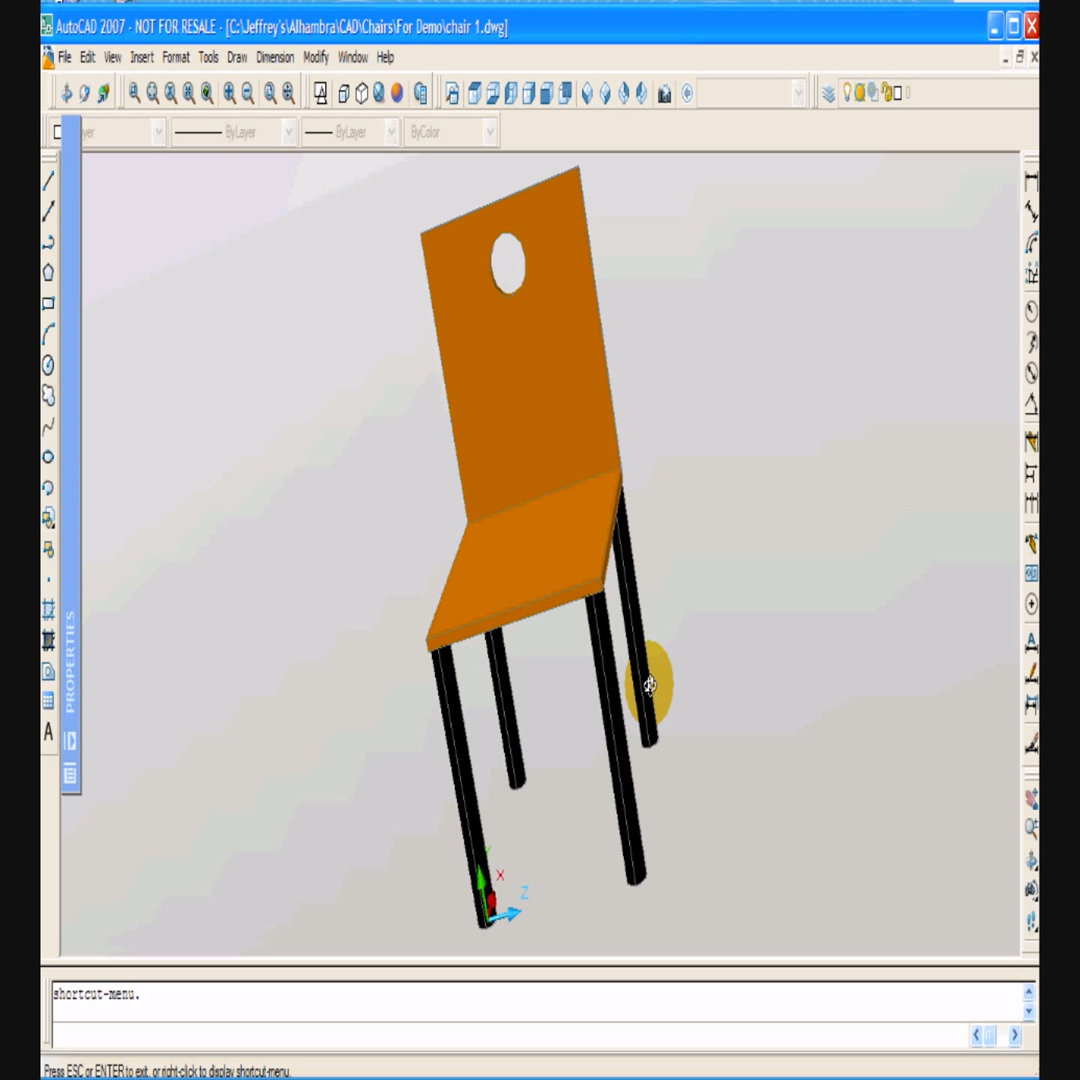 AutoCAD 2007 - NOT FOR RESALE - [C:\Jeffrey's\Alhambra\CAD\Chairs\For Demo\chair 1.dwg]
File Edit View Insert Format Tools Draw Dimension Modify Window Help
yer ByLayer ByLayer ByColor
PROPERTIES
A
X
Z
shortcut-menu.
Press ESC or ENTER to exit, or right-click to display shortcut-menu.